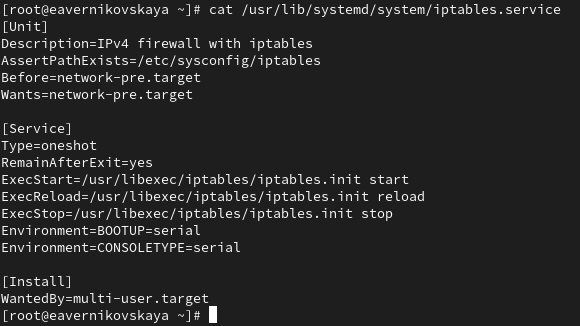 [root@eavernikovskaya ~]# cat /usr/lib/systemd/system/iptables.service
[Unit]
Description=IPv4 firewall with iptables
AssertPathExists=/etc/sysconfig/iptables
Before=network-pre.target
Wants=network-pre.target

[Service]
Type=oneshot
RemainAfterExit=yes
ExecStart=/usr/libexec/iptables/iptables.init start
ExecReload=/usr/libexec/iptables/iptables.init reload
ExecStop=/usr/libexec/iptables/iptables.init stop
Environment=BOOTUP=serial
Environment=CONSOLETYPE=serial

[Install]
WantedBy=multi-user.target
[root@eavernikovskaya ~]#